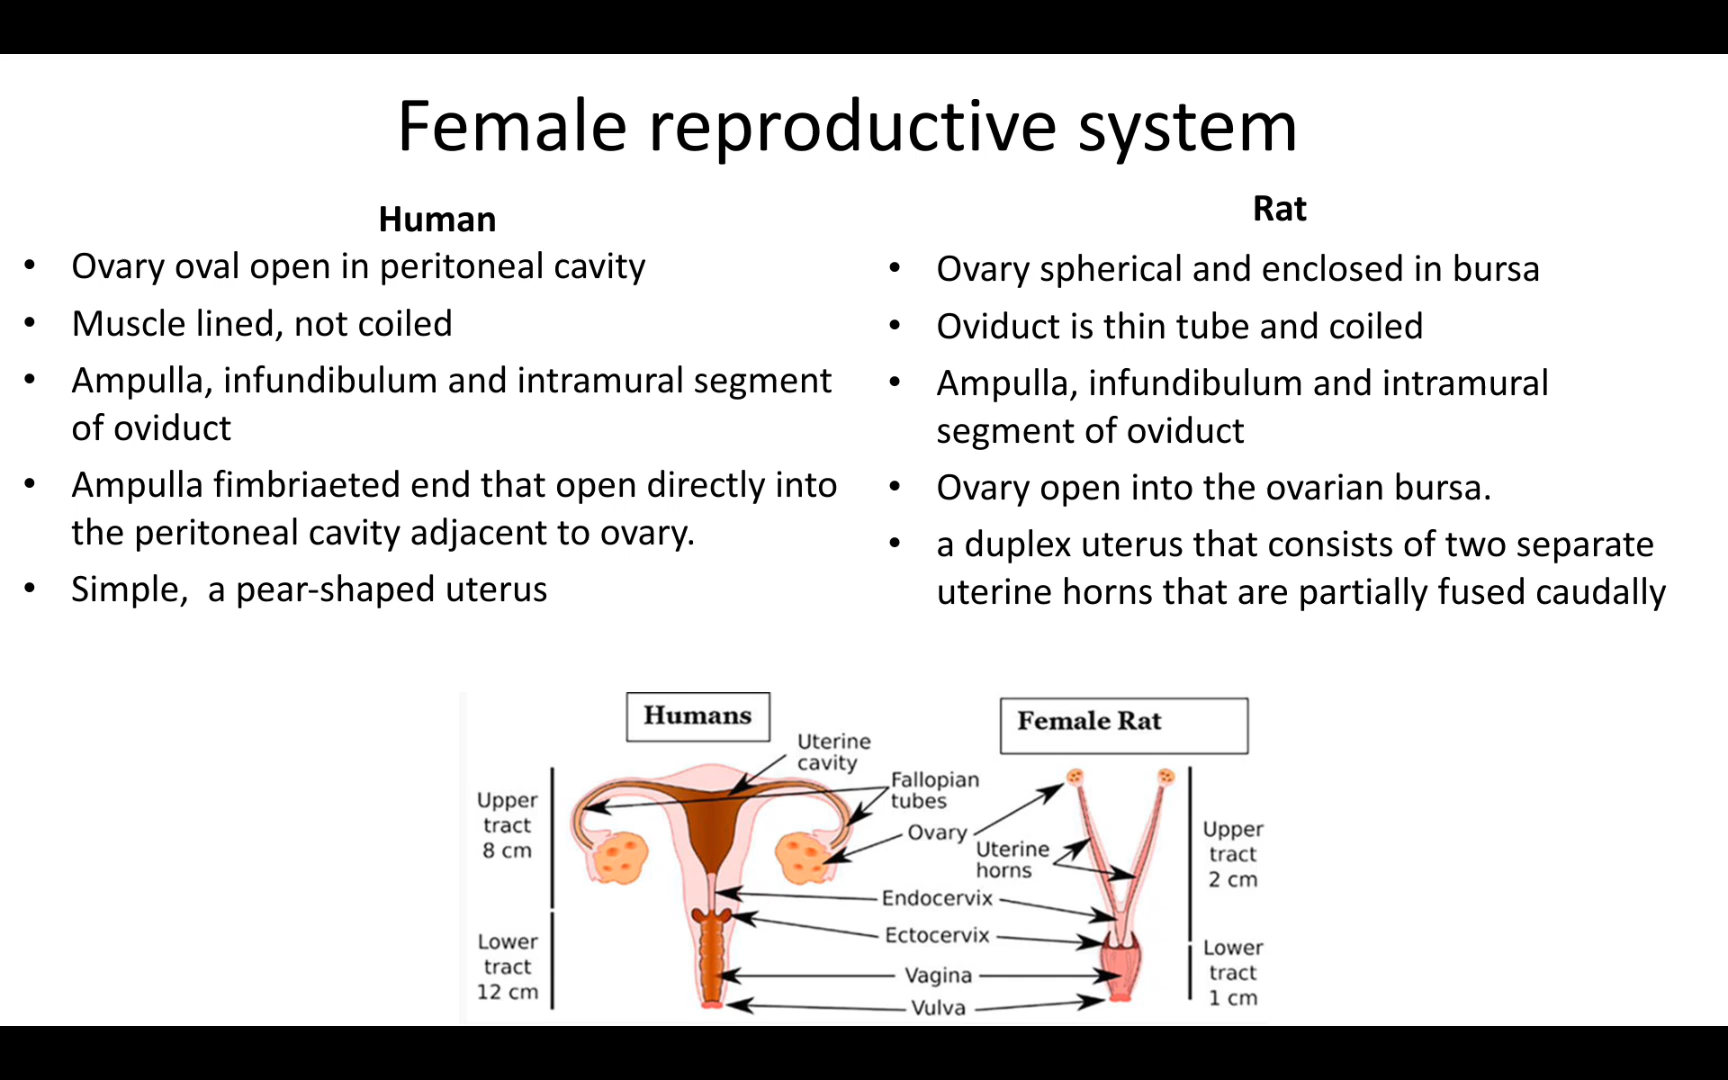 Female reproductive system
Human
• Ovary oval open in peritoneal cavity
• Muscle lined, not coiled
• Ampulla, infundibulum and intramural segment
of oviduct
• Ampulla fimbriaeted end that open directly into
the peritoneal cavity adjacent to ovary.
• Simple,  a pear-shaped uterus
Rat
• Ovary spherical and enclosed in bursa
• Oviduct is thin tube and coiled
• Ampulla, infundibulum and intramural
segment of oviduct
• Ovary open into the ovarian bursa.
• a duplex uterus that consists of two separate
uterine horns that are partially fused caudally
Humans
Female Rat
Uterine
cavity
Fallopian
tubes
Upper
tract
8 cm
Ovary
Uterine
horns
Upper
tract
2 cm
Endocervix
Ectocervix
Lower
tract
12 cm
Vagina
Vulva
Lower
tract
1 cm